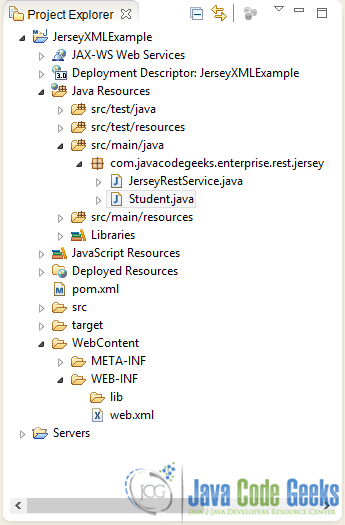 Project Explorer
JerseyXMLExample
JAX-WS Web Services
3.0 Deployment Descriptor: JerseyXMLExample
Java Resources
src/test/java
src/test/resources
src/main/java
com.javacodegeeks.enterprise.rest.jersey
JerseyRestService.java
Student.java
src/main/resources
Libraries
JavaScript Resources
Deployed Resources
pom.xml
src
target
WebContent
META-INF
WEB-INF
lib
web.xml
Servers
JCG Java Code Geeks
Java 2 Java Developers Resource Center